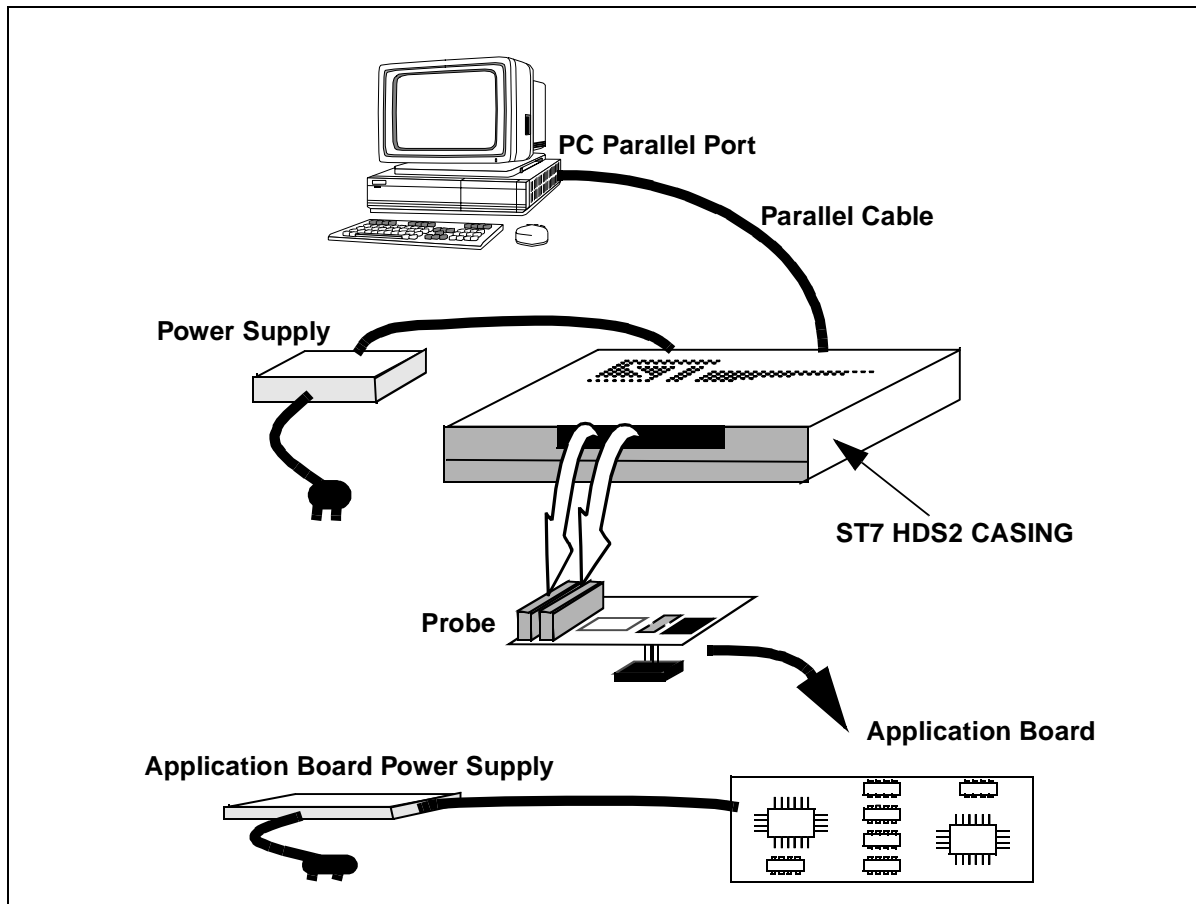 PC Parallel Port
Parallel Cable
Power Supply
ST7 HDS2 CASING
Probe
Application Board
Application Board Power Supply